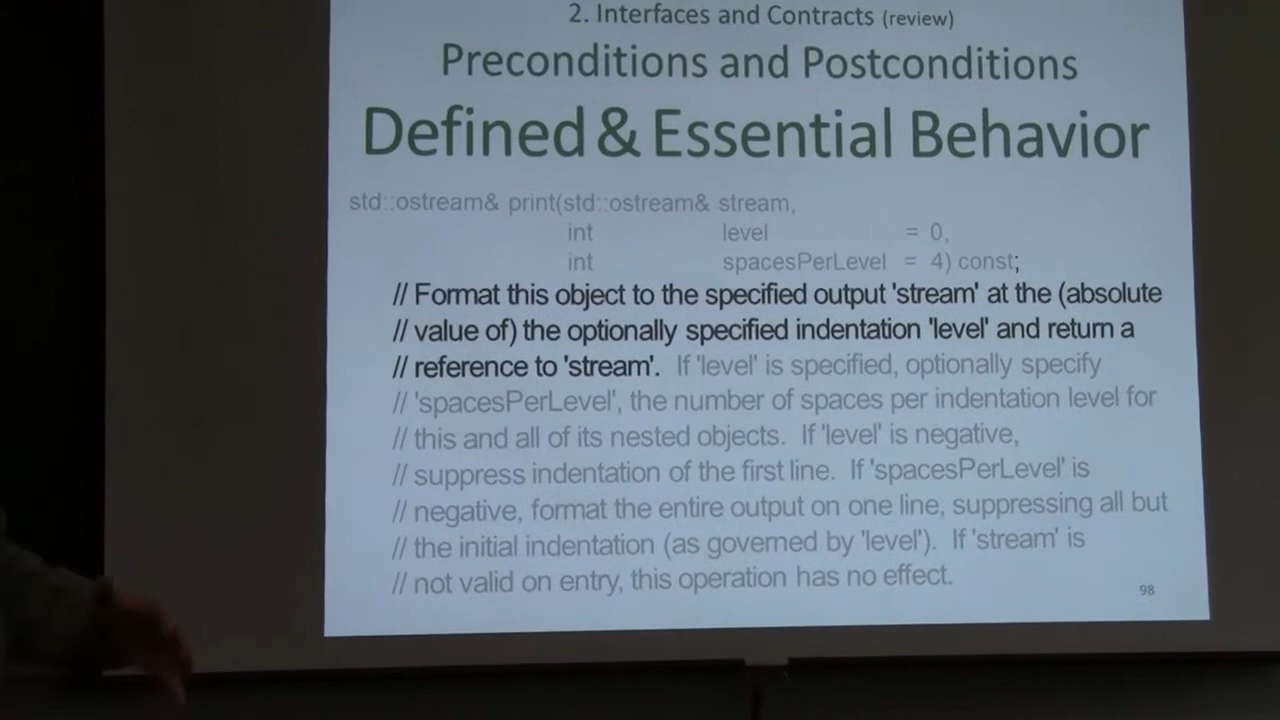 2. Interfaces and Contracts (review)
Preconditions and Postconditions
Defined & Essential Behavior
std::ostream& print(std::ostream& stream,
int level = 0,
int spacesPerLevel = 4) const;
// Format this object to the specified output 'stream' at the (absolute
// value of) the optionally specified indentation 'level' and return a
// reference to 'stream'. If 'level' is specified, optionally specify
// 'spacesPerLevel', the number of spaces per indentation level for
// this and all of its nested objects. If 'level' is negative,
// suppress indentation of the first line. If 'spacesPerLevel' is
// negative, format the entire output on one line, suppressing all but
// the initial indentation (as governed by 'level'). If 'stream' is
// not valid on entry, this operation has no effect.
98